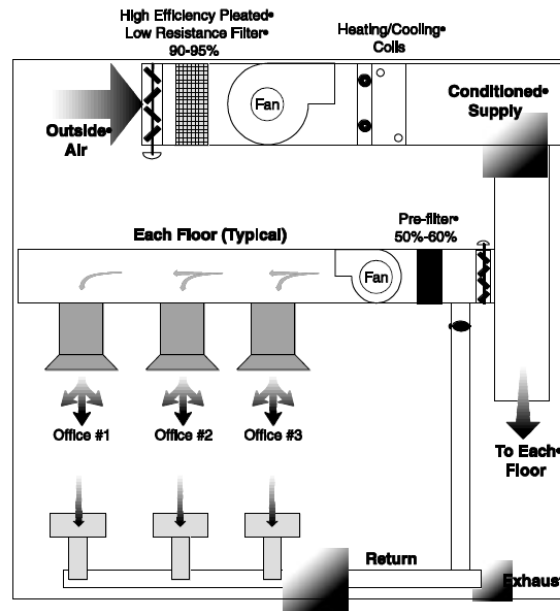 High Efficiency Pleated•
Low Resistance Filter•
90-95%
Heating/Cooling•
Coils
Outside•
Air
Fan
Conditioned•
Supply
Each Floor (Typical)
Pre-filter•
50%-60%
Fan
Office #1
Office #2
Office #3
To Each•
Floor
Return
Exhaust